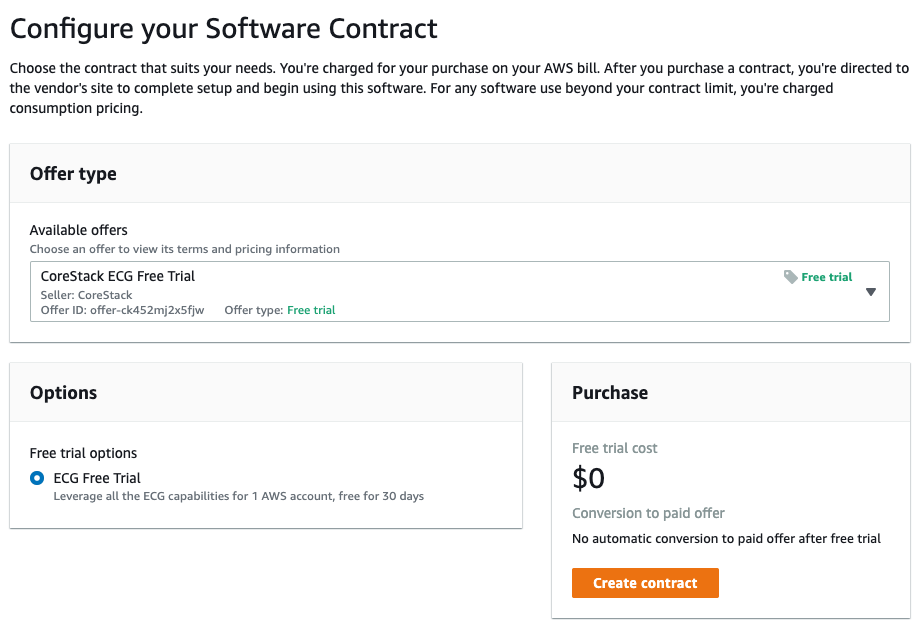 Configure your Software Contract
Choose the contract that suits your needs. You're charged for your purchase on your AWS bill. After you purchase a contract, you're directed to
the vendor's site to complete setup and begin using this software. For any software use beyond your contract limit, you're charged
consumption pricing.
Offer type
Available offers
Choose an offer to view its terms and pricing information
CoreStack ECG Free Trial
Free trial
Seller: CoreStack
Offer ID: offer-ck452mj2x5fjw Offer type: Free trial
Options
Free trial options
ECG Free Trial
Leverage all the ECG capabilities for 1 AWS account, free for 30 days
Purchase
Free trial cost
$0
Conversion to paid offer
No automatic conversion to paid offer after free trial
Create contract